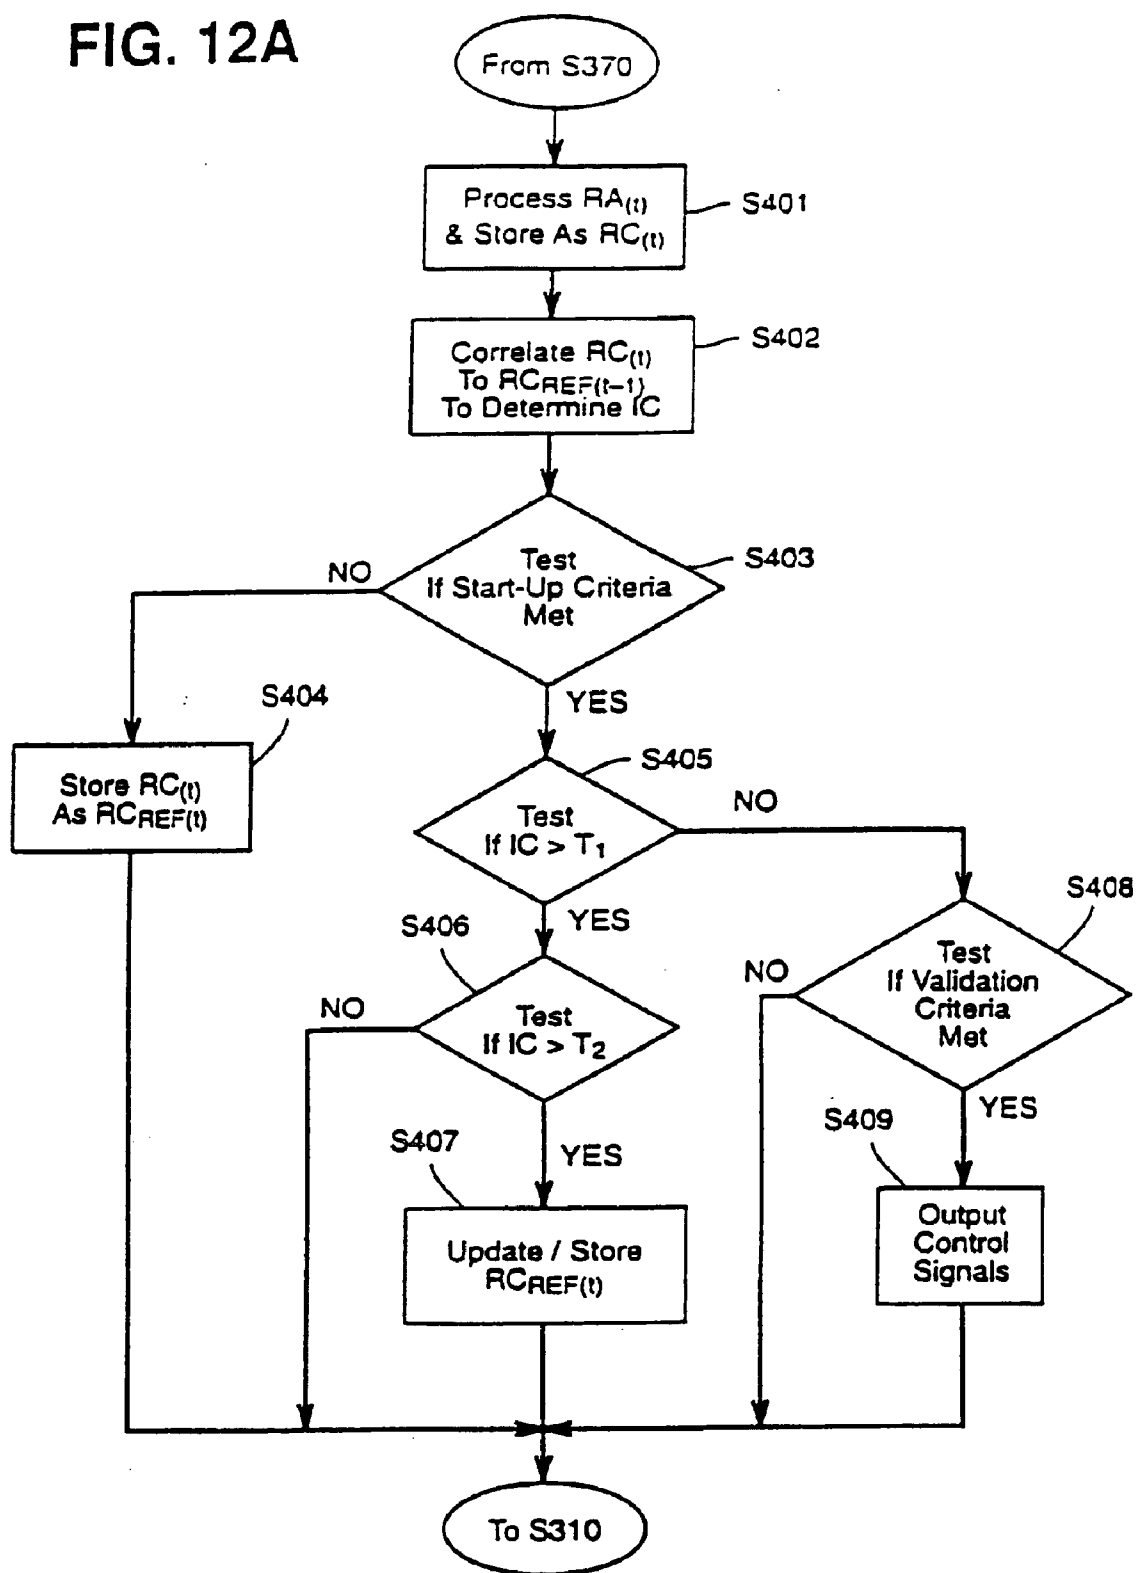 FIG. 12A
From S370
Process RA(t)
& Store As RC(t)
S401
Correlate RC(t)
To RCREF(t–1)
To Determine IC
S402
Test
If Start-Up Criteria
Met
S403
NO
YES
S404
Store RC(t)
As RCREF(t)
S405
Test
If IC > T1
NO
YES
S406
Test
If IC > T2
NO
YES
S408
Test
If Validation
Criteria
Met
NO
YES
S407
Update / Store
RCREF(t)
S409
Output
Control
Signals
To S310